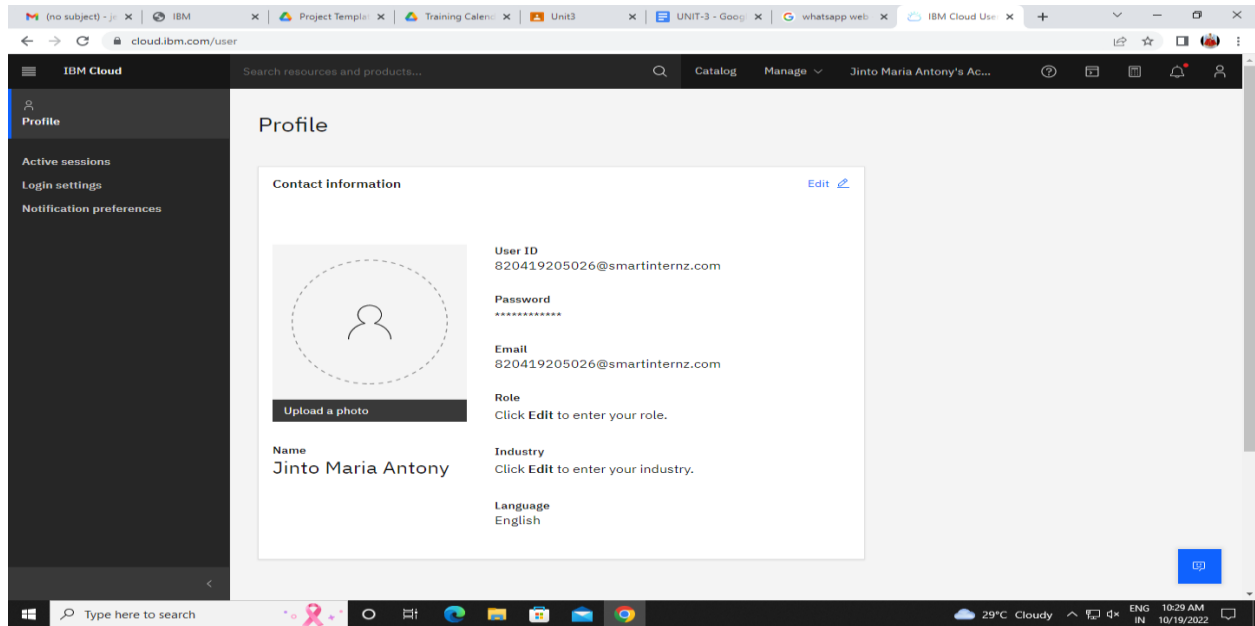 (no subject) - je
IBM
Project Templat
Training Calend
Unit3
UNIT-3 - Goog
whatsapp web
IBM Cloud Use
cloud.ibm.com/user
IBM Cloud
Search resources and products...
Catalog
Manage
Jinto Maria Antony's Ac...
Profile
Active sessions
Login settings
Notification preferences
Profile
Contact information
Edit
User ID
820419205026@smartinternz.com
Password
************
Email
820419205026@smartinternz.com
Role
Click Edit to enter your role.
Upload a photo
Name
Jinto Maria Antony
Industry
Click Edit to enter your industry.
Language
English
Type here to search
29°C Cloudy
ENG
IN
10:29 AM
10/19/2022